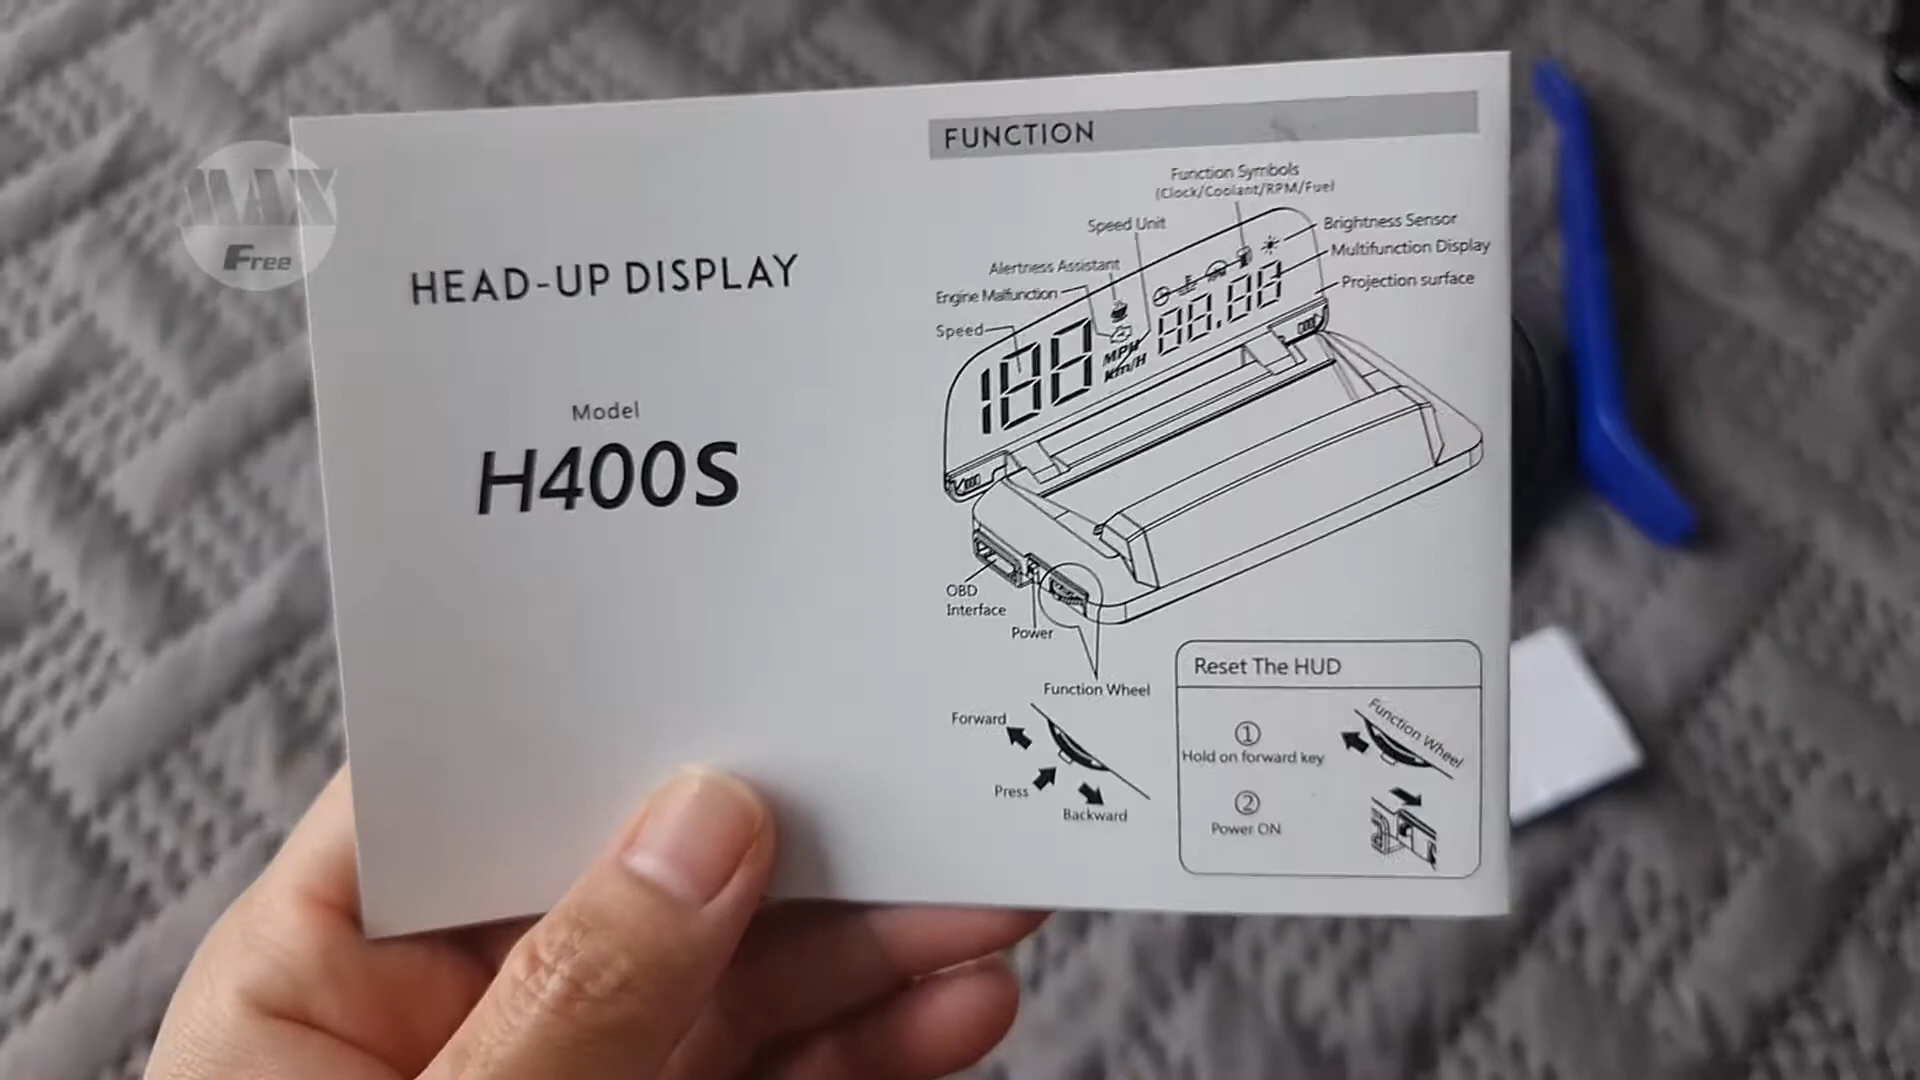 MAX
Free
HEAD-UP DISPLAY
Model
H400S
FUNCTION
Function Symbols
(Clock/Coolant/RPM/Fuel
Speed Unit
Brightness Sensor
Multifunction Display
Alertness Assistant
Projection surface
Engine Malfunction
Speed
188
MPH
km/H
88.88
OBD
Interface
Power
Function Wheel
Forward
Press
Backward
Reset The HUD
①
Hold on forward key
Function Wheel
②
Power ON